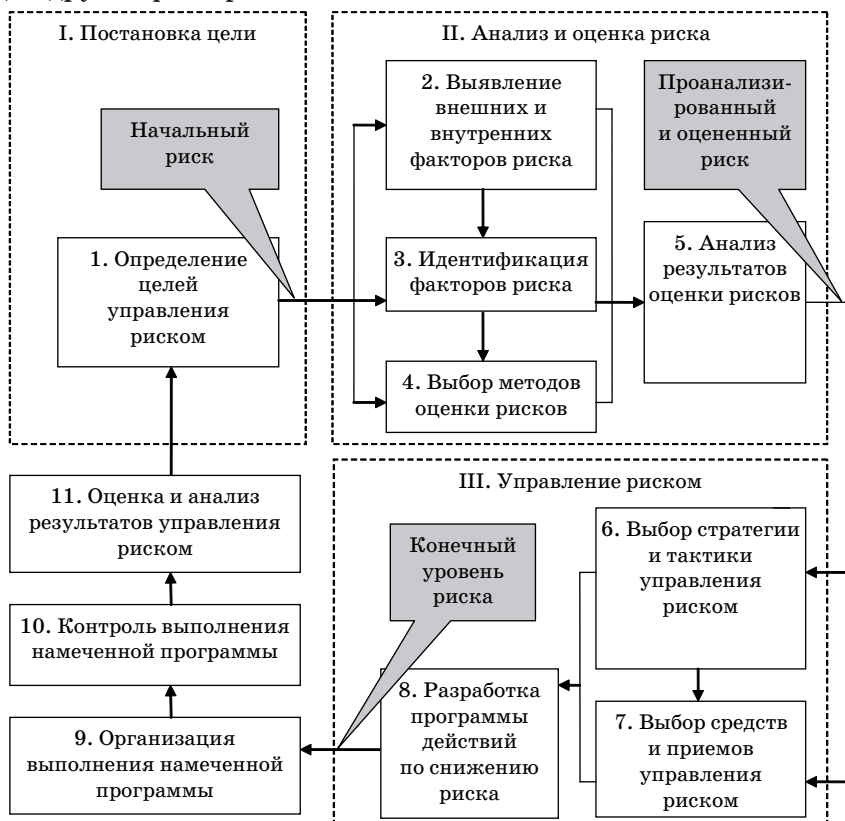 I. Постановка цели
Начальный
риск
1. Определение
целей
управления
риском
II. Анализ и оценка риска
2. Выявление
внешних и
внутренних
факторов риска
3. Идентификация
факторов риска
4. Выбор методов
оценки рисков
Проанализи-
рованный
и оцененный
риск
5. Анализ
результатов
оценки рисков
III. Управление риском
6. Выбор стратегии
и тактики
управления
риском
7. Выбор средств
и приемов
управления
риском
8. Разработка
программы
действий
по снижению
риска
Конечный
уровень
риска
9. Организация
выполнения намеченной
программы
10. Контроль выполнения
намеченной программы
11. Оценка и анализ
результатов управления
риском